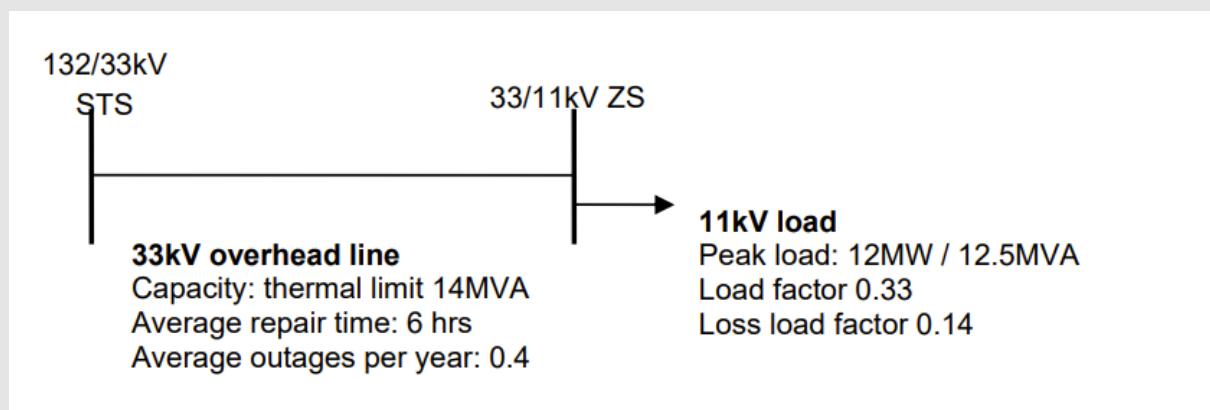 132/33kV
STS
33/11kV ZS
33kV overhead line
Capacity: thermal limit 14MVA
Average repair time: 6 hrs
Average outages per year: 0.4
11kV load
Peak load: 12MW / 12.5MVA
Load factor 0.33
Loss load factor 0.14